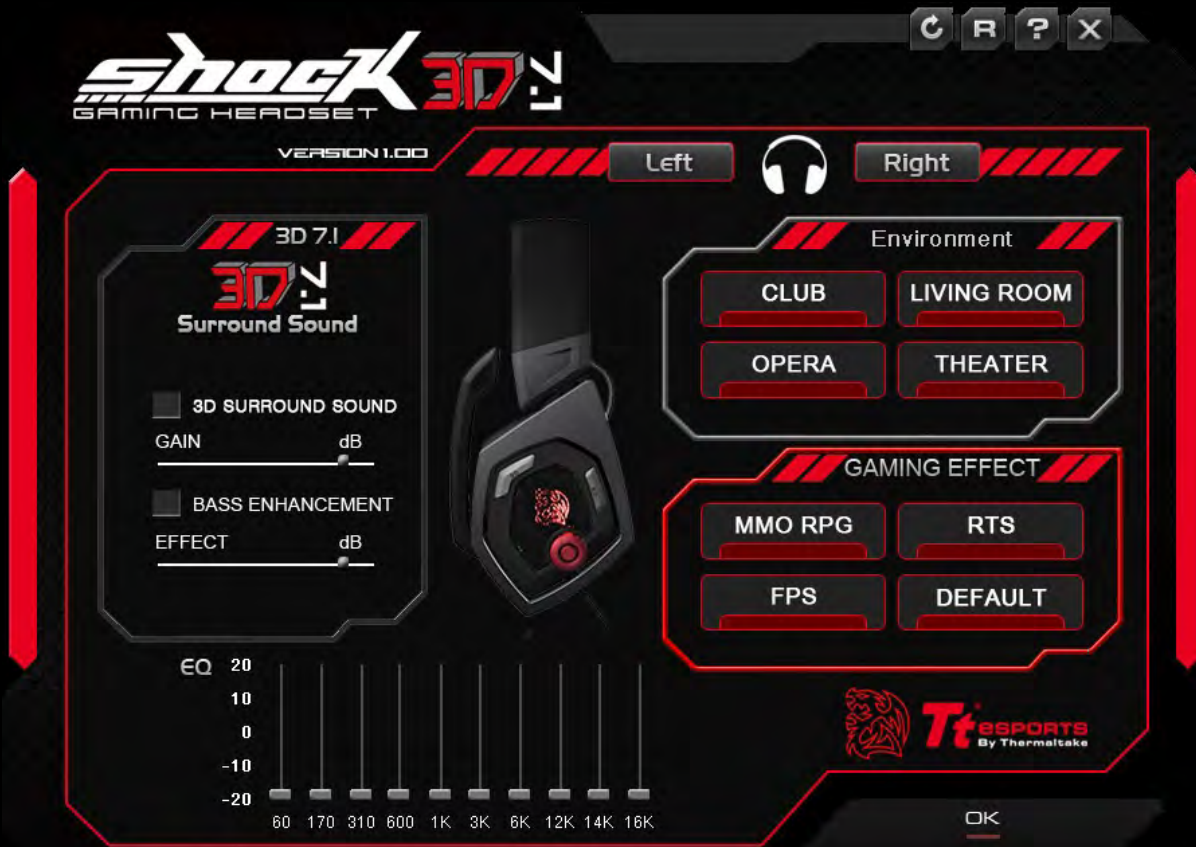 R ? X
Shock 3D 7.1
GAMING HEADSET
VERSION 1.00
Left
Right
3D 7.1
3D 7.1
Surround Sound
3D SURROUND SOUND
GAIN dB
BASS ENHANCEMENT
EFFECT dB
Environment
CLUB LIVING ROOM
OPERA THEATER
GAMING EFFECT
MMO RPG RTS
FPS DEFAULT
EQ 20
10
0
-10
-20
60 170 310 600 1K 3K 6K 12K 14K 16K
Tt esports
By Thermaltake
OK